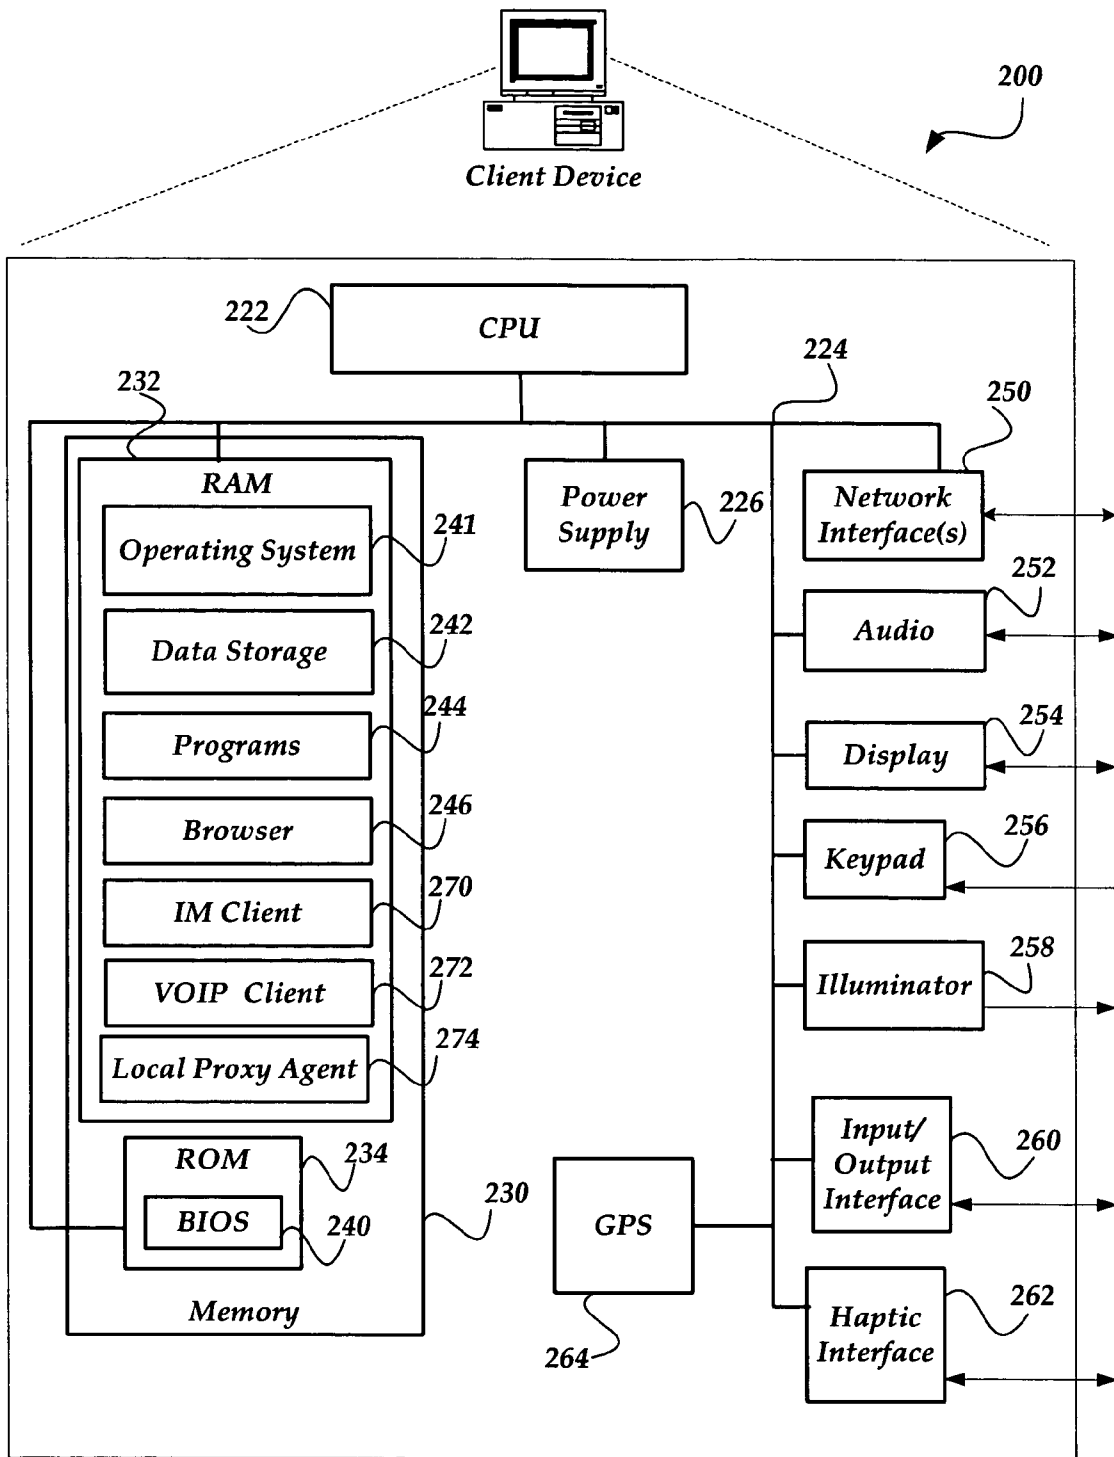 200
Client Device
222
CPU
224
232
250
RAM
Operating System
241
Data Storage
242
Programs
244
Browser
246
IM Client
270
VOIP Client
272
Local Proxy Agent
274
ROM
234
BIOS
240
230
Memory
Power
Supply
226
GPS
264
Network
Interface(s)
Audio
252
Display
254
Keypad
256
Illuminator
258
Input/
Output
Interface
260
Haptic
Interface
262